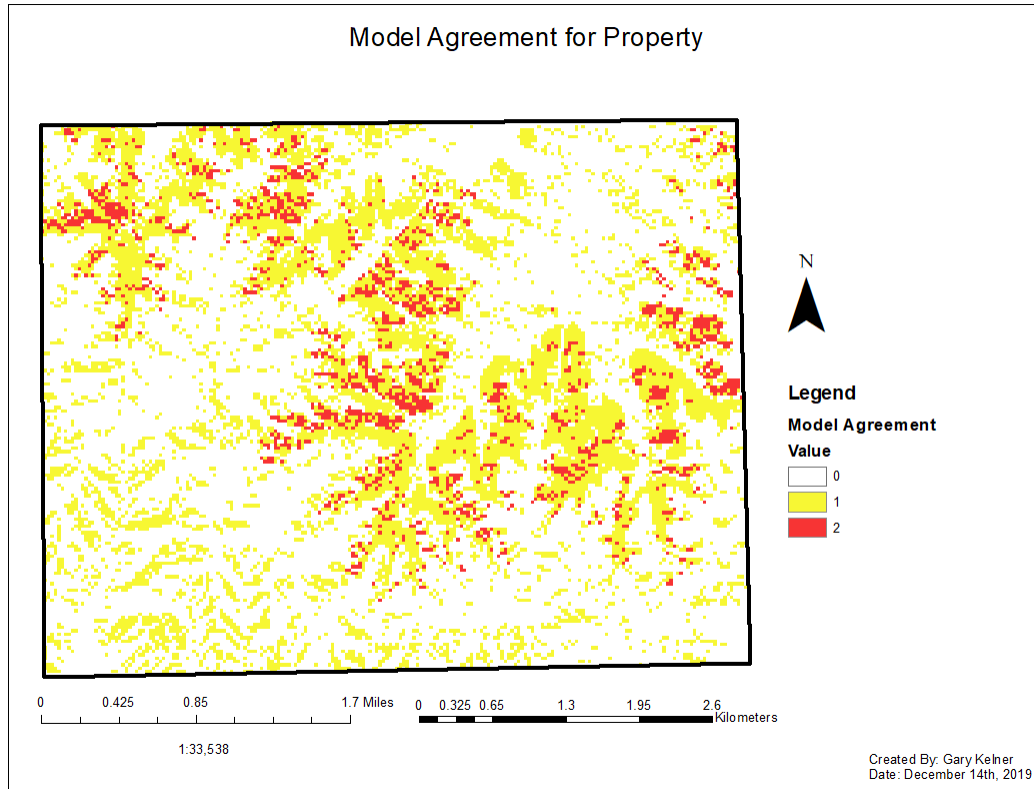 Model Agreement for Property
N
Legend
Model Agreement
Value
0
1
2
0 0.425 0.85 1.7 Miles
0 0.325 0.65 1.3 1.95 2.6
Kilometers
1:33,538
Created By: Gary Kelner
Date: December 14th, 2019